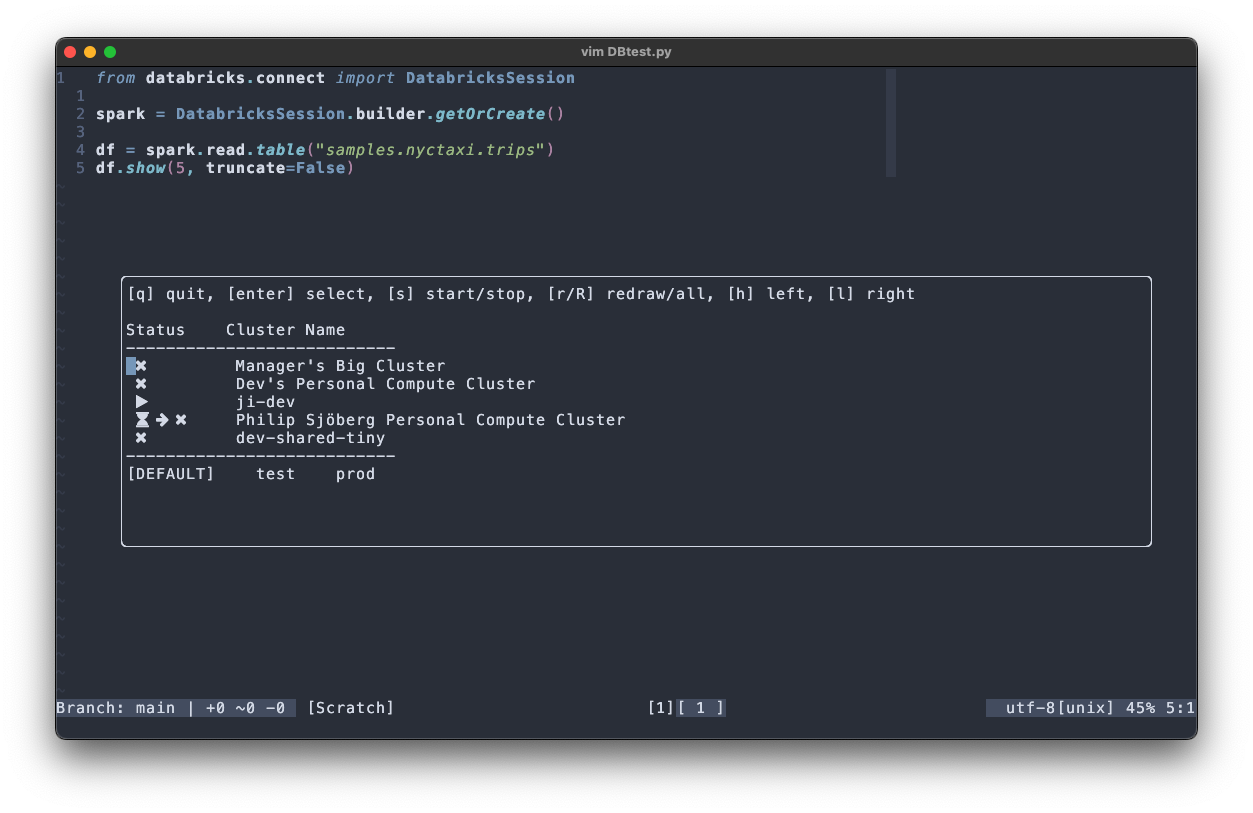 vim DBtest.py
1   from databricks.connect import DatabricksSession
  1
  2 spark = DatabricksSession.builder.getOrCreate()
  3
  4 df = spark.read.table("samples.nyctaxi.trips")
  5 df.show(5, truncate=False)
~
~
~
~
~
[q] quit, [enter] select, [s] start/stop, [r/R] redraw/all, [h] left, [l] right
Status    Cluster Name
---------------------------
✖         Manager's Big Cluster
✖         Dev's Personal Compute Cluster
▶         ji-dev
⌛➜✖      Philip Sjöberg Personal Compute Cluster
✖         dev-shared-tiny
---------------------------
[DEFAULT]    test    prod
~
~
~
~
~
~
~
~
Branch: main | +0 ~0 -0  [Scratch]  [1][ 1 ]  utf-8[unix] 45% 5:1